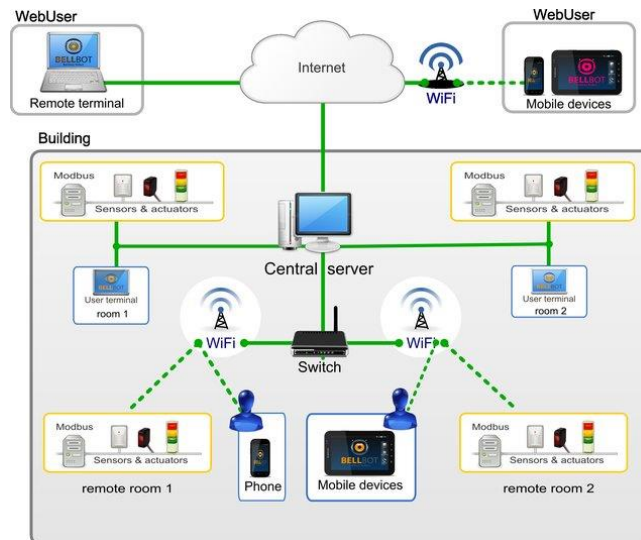 WebUser
WebUser
BELLBOT
Remote terminal
Internet
WiFi
BELLBOT
Mobile devices
Building
Modbus
Sensors & actuators
Modbus
Sensors & actuators
Central server
User terminal
room 1
User terminal
room 2
WiFi
WiFi
Switch
Modbus
Sensors & actuators
remote room 1
Phone
BELLBOT
Mobile devices
Modbus
Sensors & actuators
remote room 2